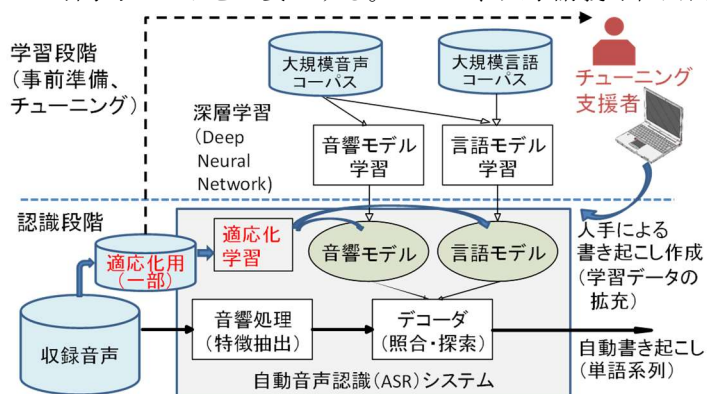 学習段階
(事前準備、
チューニング)
大規模音声
コーパス
大規模言語
コーパス
チューニング
支援者
深層学習
(Deep
Neural
Network)
音響モデル
学習
言語モデル
学習
認識段階
適応化用
(一部)
適応化
学習
音響モデル
言語モデル
人手による
書き起こし作成
(学習データの
拡充)
収録音声
音響処理
(特徴抽出)
デコーダ
(照合・探索)
自動書き起こし
(単語系列)
自動音声認識(ASR)システム